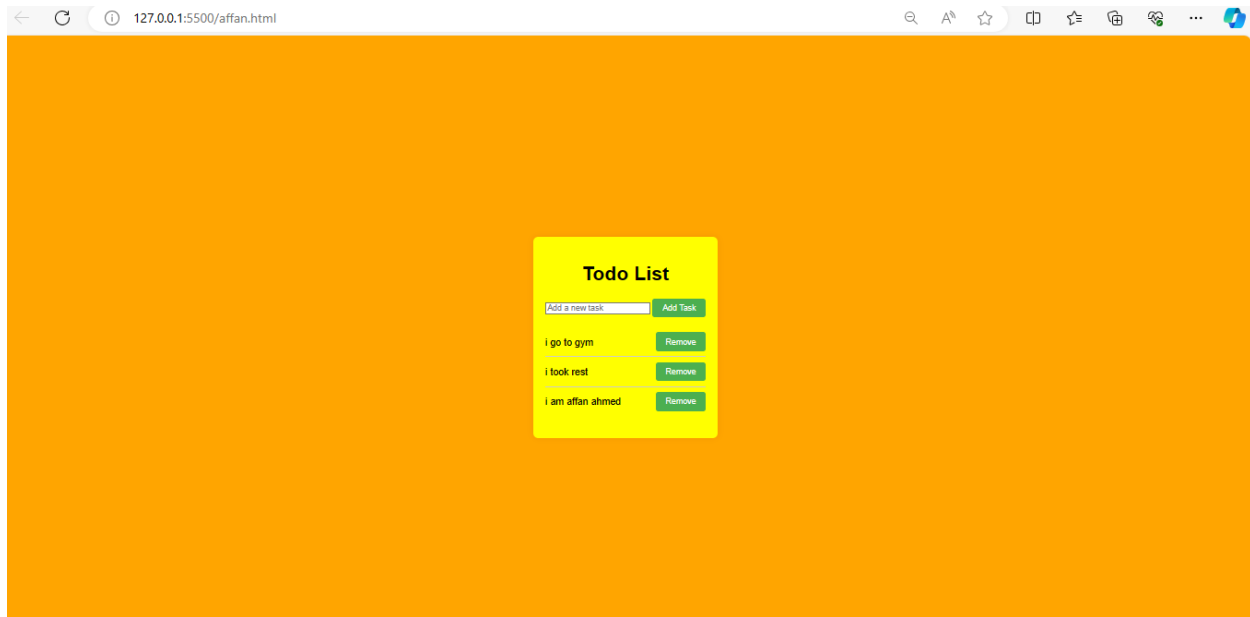 127.0.0.1:5500/affan.html
Todo List
Add a new task Add Task
i go to gym Remove
i took rest Remove
i am affan ahmed Remove